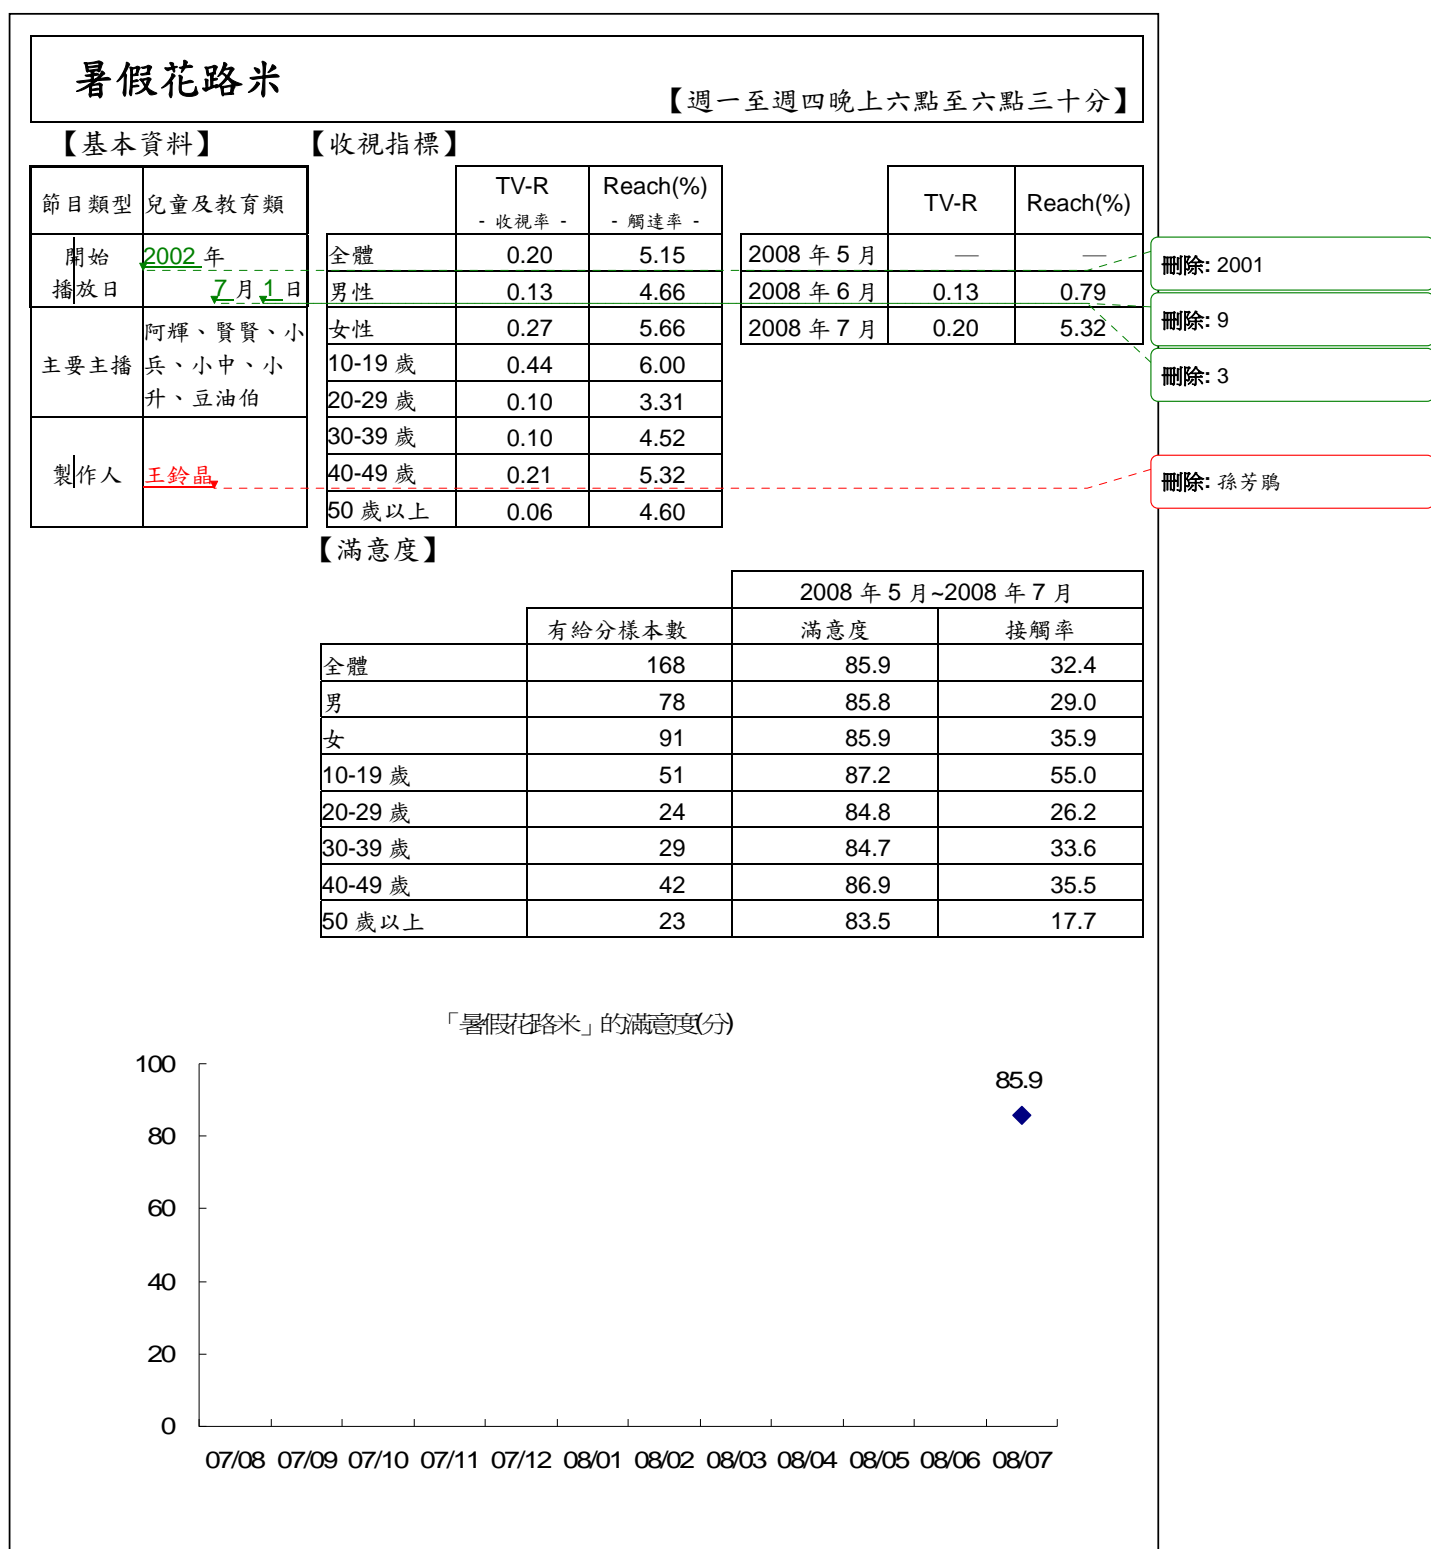 暑假花路米
【週一至週四晚上六點至六點三十分】
【基本資料】 【收視指標】
節目類型 兒童及教育類
開始播放日 2002 年 7 月 1 日
主要主播 阿輝、賢賢、小兵、小中、小升、豆油伯
製作人 王鈴晶
TV-R - 收視率 - Reach(%) - 觸達率 -
全體 0.20 5.15
男性 0.13 4.66
女性 0.27 5.66
10-19 歲 0.44 6.00
20-29 歲 0.10 3.31
30-39 歲 0.10 4.52
40-49 歲 0.21 5.32
50 歲以上 0.06 4.60
TV-R Reach(%)
2008 年 5 月 — —
2008 年 6 月 0.13 0.79
2008 年 7 月 0.20 5.32
刪除: 2001
刪除: 9
刪除: 3
刪除: 孫芳鵑
【滿意度】
2008 年 5 月~2008 年 7 月
有給分樣本數 滿意度 接觸率
全體 168 85.9 32.4
男 78 85.8 29.0
女 91 85.9 35.9
10-19 歲 51 87.2 55.0
20-29 歲 24 84.8 26.2
30-39 歲 29 84.7 33.6
40-49 歲 42 86.9 35.5
50 歲以上 23 83.5 17.7
「暑假花路米」的滿意度(分)
100
85.9
80
60
40
20
0
07/08 07/09 07/10 07/11 07/12 08/01 08/02 08/03 08/04 08/05 08/06 08/07